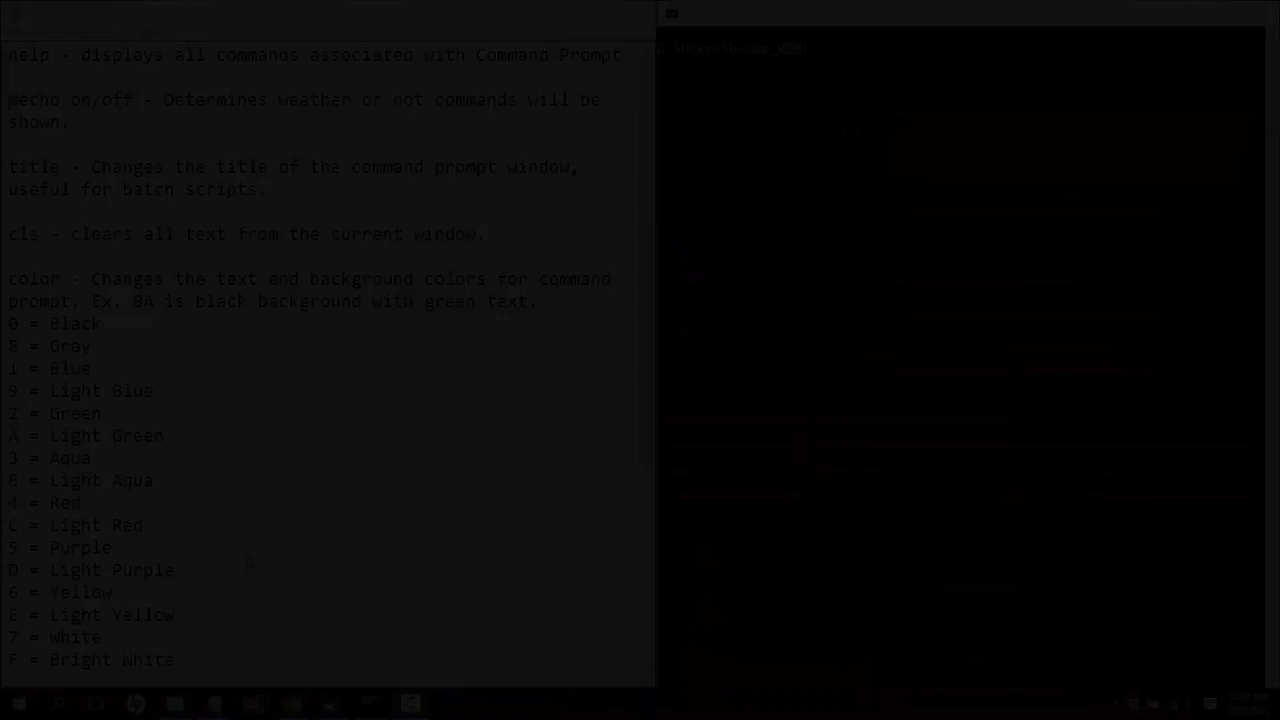 help - displays all commands associated with Command Prompt
@echo on/off - Determines weather or not commands will be
shown.
title - Changes the title of the command prompt window,
useful for batch scripts.
cls - clears all text from the current window.
color - Changes the text and background colors for command
prompt. Ex. 0A is black background with green text.
0 = Black
8 = Gray
1 = Blue
9 = Light Blue
2 = Green
A = Light Green
3 = Aqua
B = Light Aqua
4 = Red
C = Light Red
5 = Purple
D = Light Purple
6 = Yellow
E = Light Yellow
7 = White
F = Bright White